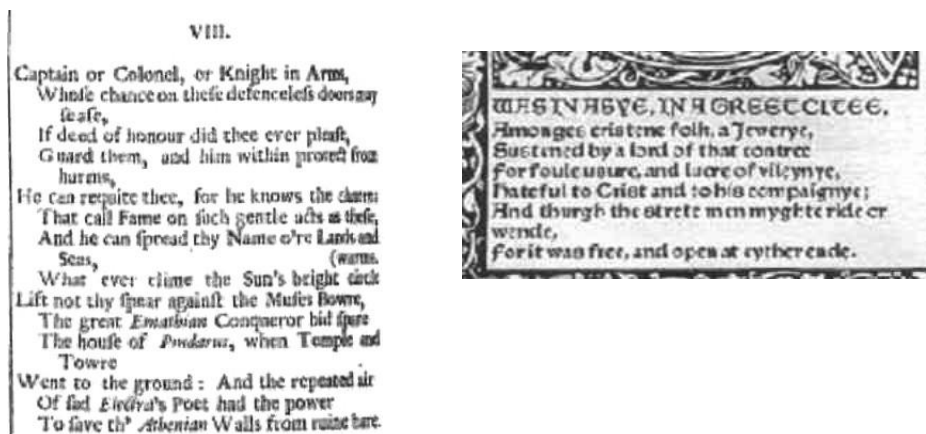 VIII.
Captain or Colonel, or Knight in Arms,
Whoſe chance on theſe defenceleſs doors may
ſeaſe,
If deed of honour did thee ever pleaſe,
Guard them, and him within protect from
harms,
He can requite thee, for he knows the charms
That call Fame on ſuch gentle acts as theſe,
And he can ſpread thy Name o're Lands and
Seas, (warms.
What ever clime the Sun's bright circle
Lift not thy ſpear againſt the Muſes Bowre,
The great Emathian Conqueror bid ſpare
The houſe of Pindarus, when Temple and
Towre
Went to the ground : And the repeated air
Of ſad Electra's Poet had the power
To ſave th' Athenian Walls from ruine bare.
WAS IN ASYE, IN A GREET CITEE,
Amonges cristene folk, a Jewerye,
Sustened by a lord of that contree
For foule usure, and lucre of vileynye,
Hateful to Crist and to his compaignye;
And thurgh the strete men myghte ride or
wende,
For it was free, and open at eyther ende.